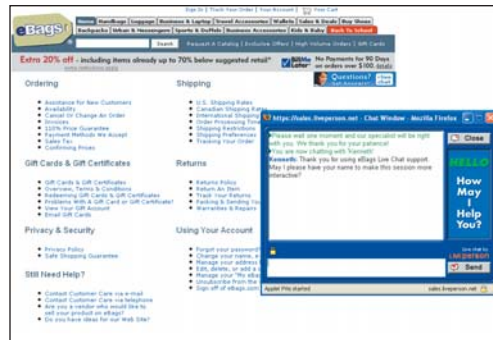 Sign In | Track Your Order | Your Account | Cart
eBags
Home Handbags Luggage Business & Laptop Travel Accessories Wallets Sales & Deals Buy Shoes
Backpacks Urban & Messengers Sports & Duffels Business Accessories Kids & Baby Back To School
Search Request A Catalog | Exclusive Offers | High Volume Orders | Gift Cards
Extra 20% off - including items already up to 70% below suggested retail*
Bill Me Later No Payments for 90 Days on orders over $100. details
Questions?
Ordering
Assistance for New Customers
Availability
Cancel Or Change An Order
Invoices
110% Price Guarantee
Payment Methods We Accept
Sales Tax
Confirming Prices
Shipping
U.S. Shipping Rates
Canadian Shipping Rates
International Shipping
Order Processing Time
Shipping Restrictions
Shipping Preferences
Tracking Your Order
Gift Cards & Gift Certificates
Gift Cards & Gift Certificates
Overview, Terms & Conditions
Redeeming Gift Cards & Gift Certificates
Problems With A Gift Card or Gift Certificate?
View Your Gift Account
Email Gift Cards
Returns
Returns Policy
Return An Item
Track Your Returns
Packing & Sending
Warranties & Repairs
Privacy & Security
Privacy Policy
Safe Shopping Guarantee
Using Your Account
Forgot your password
Change your name, e
Manage your address
Edit, delete, or add a
Manage your "My eBa
Unsubscribe from the
Sign off of ebags.com
Still Need Help?
Contact Customer Care via e-mail
Contact Customer Care via telephone
Are you a vendor who would like to
sell your product on eBags?
Do you have ideas for our Web Site?
https://sales.liveperson.net - Chat Window - Mozilla Firefox
Please wait one moment and our specialist will be right
with you. We thank you for your patience!
You are now chatting with 'Kenneth'
Kenneth: Thank you for using eBags Live Chat support.
May I please have your name to make this session more
interactive?
Close
HELLO
How
May
I
Help
You?
Live chat by
LIVEPERSON
Send
Applet PMs started
sales.liveperson.net